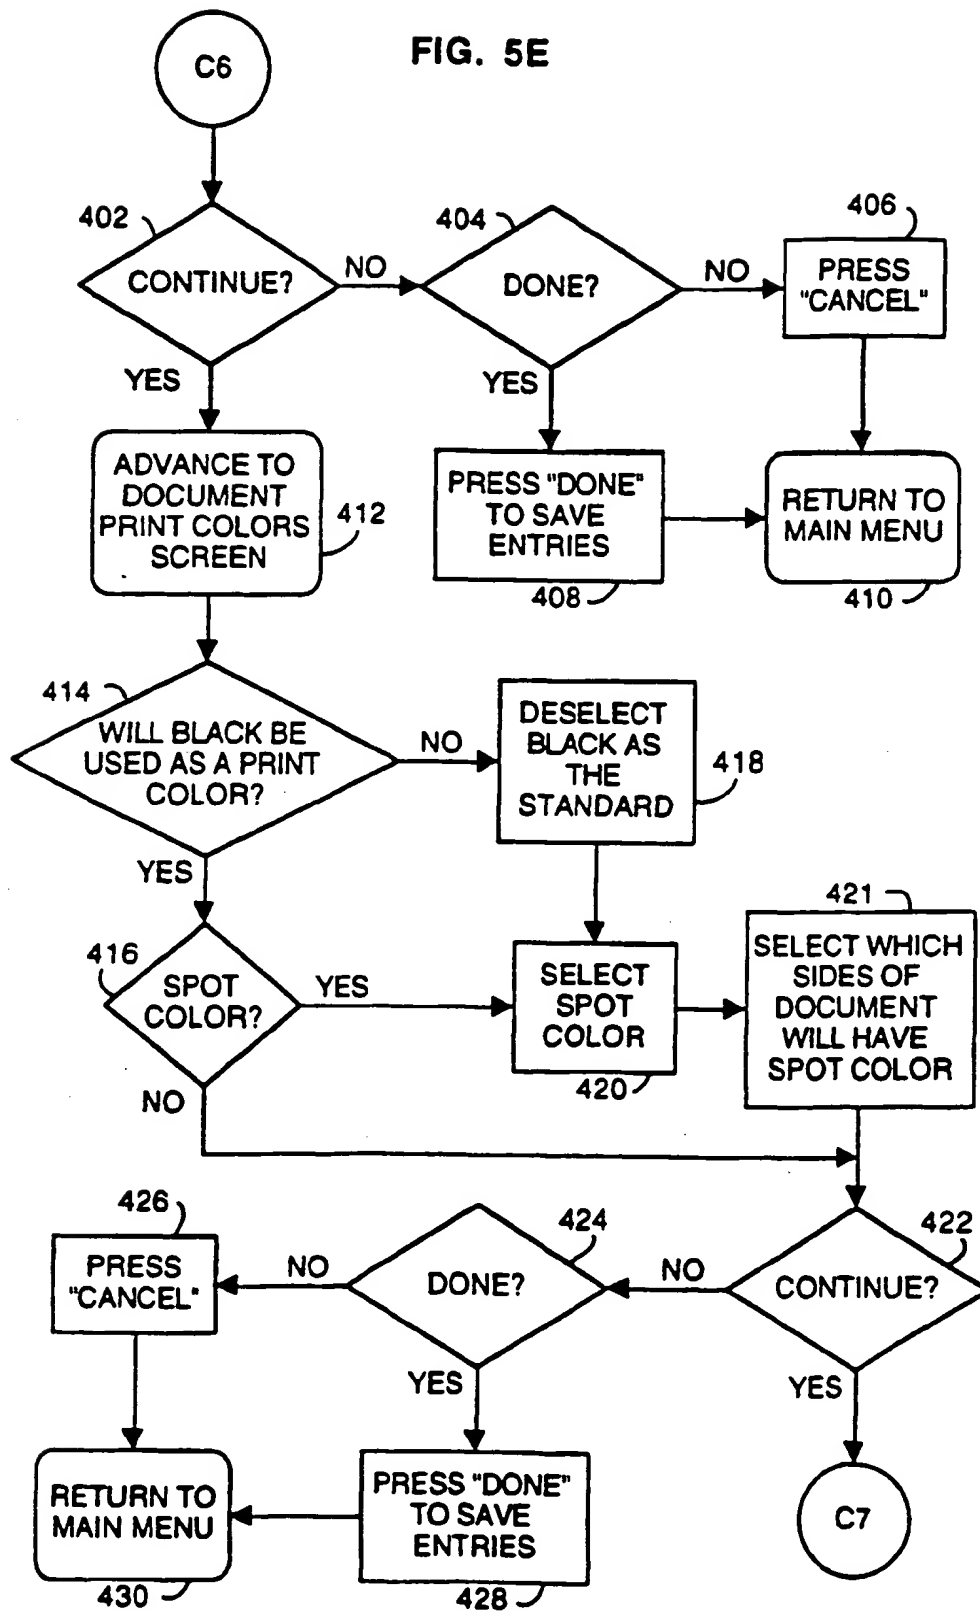 FIG. 5E
C6
402
CONTINUE?
NO
YES
404
DONE?
NO
YES
406
PRESS
"CANCEL"
ADVANCE TO
DOCUMENT
PRINT COLORS
SCREEN
412
PRESS "DONE"
TO SAVE
ENTRIES
408
RETURN TO
MAIN MENU
410
414
WILL BLACK BE
USED AS A PRINT
COLOR?
NO
YES
DESELECT
BLACK AS
THE
STANDARD
418
416
SPOT
COLOR?
YES
NO
SELECT
SPOT
COLOR
420
421
SELECT WHICH
SIDES OF
DOCUMENT
WILL HAVE
SPOT COLOR
426
PRESS
"CANCEL"
NO
424
DONE?
YES
NO
422
CONTINUE?
YES
RETURN TO
MAIN MENU
430
PRESS "DONE"
TO SAVE
ENTRIES
428
C7